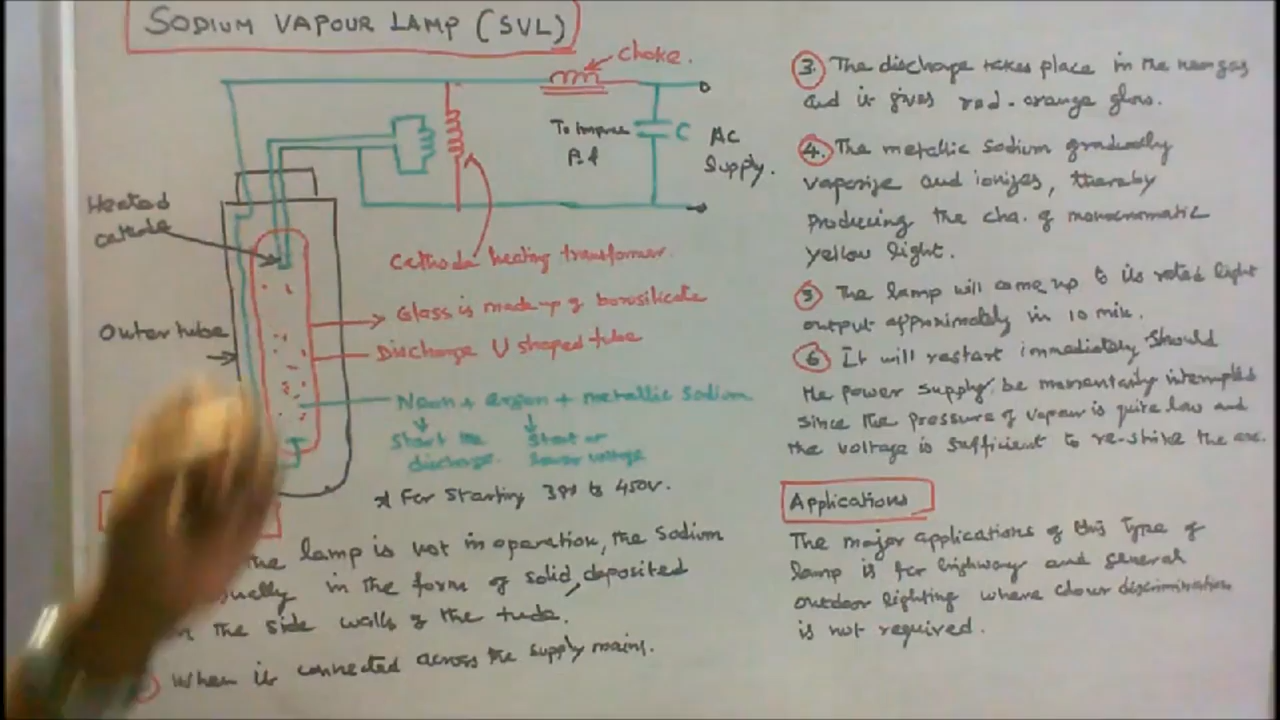 SODIUM VAPOUR LAMP (SVL)
choke.
To Improve
P.f
C
AC
Supply.
Heated
cathode
Cathode heating transformer.
Glass is made up of borosilicate
Outer tube
Discharge U shaped tube
Neon + argon + metallic sodium
Start the
discharge.
Start at
lower voltage
* For Starting 380 to 450V.
the lamp is not in operation, the Sodium
in the form of solid, deposited
the side walls of the tube.
When is connected across the supply mains.
3. The discharge takes place in the neon gas
and it gives red-orange glow.
4. The metallic sodium gradually
vaporize and ionizes, thereby
Producing the cha. of monocromatic
yellow light.
5 The lamp will come up to its rated light
output approximately in 10 min.
6 It will restart immediately Should
the power supply be momentarily interrupted
since the pressure of vapour is quite low and
the voltage is sufficient to re-strike the arc.
Applications
The major applications of this Type of
lamp is for highway and general
outdoor lighting where colour discrimination
is not required.